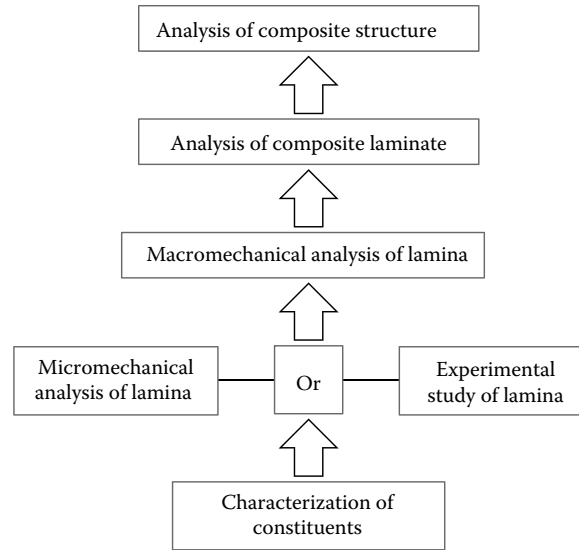 Analysis of composite structure
Analysis of composite laminate
Macromechanical analysis of lamina
Micromechanical
analysis of lamina
Or
Experimental
study of lamina
Characterization of
constituents